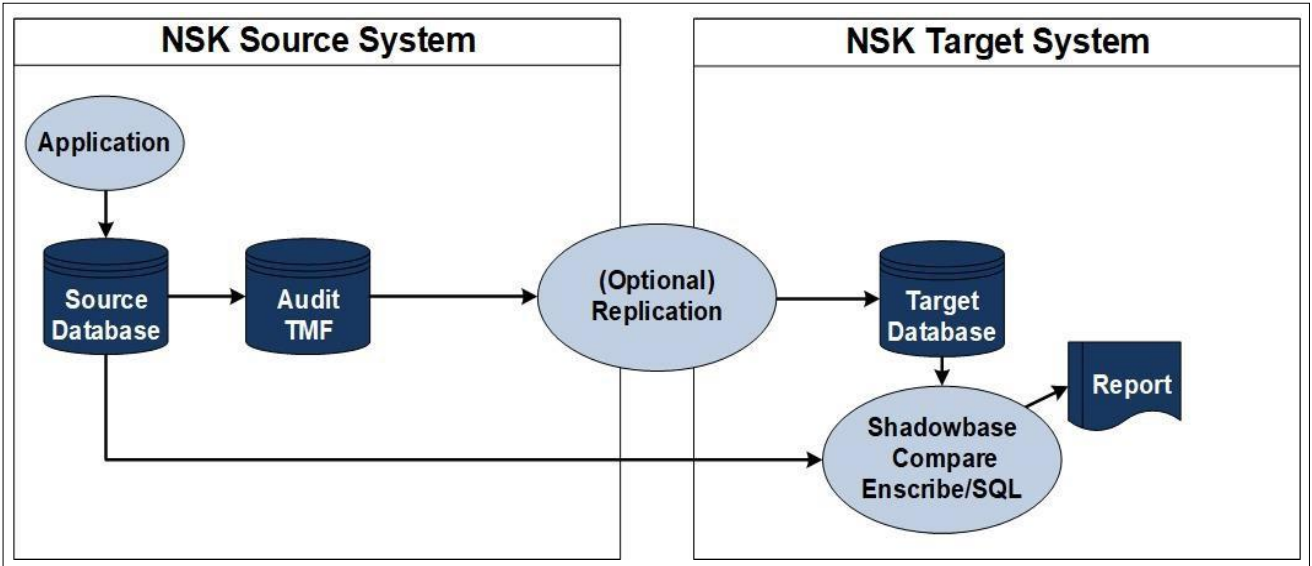 NSK Source System
NSK Target System
Application
Source
Database
Audit
TMF
(Optional)
Replication
Target
Database
Report
Shadowbase
Compare
Enscribe/SQL